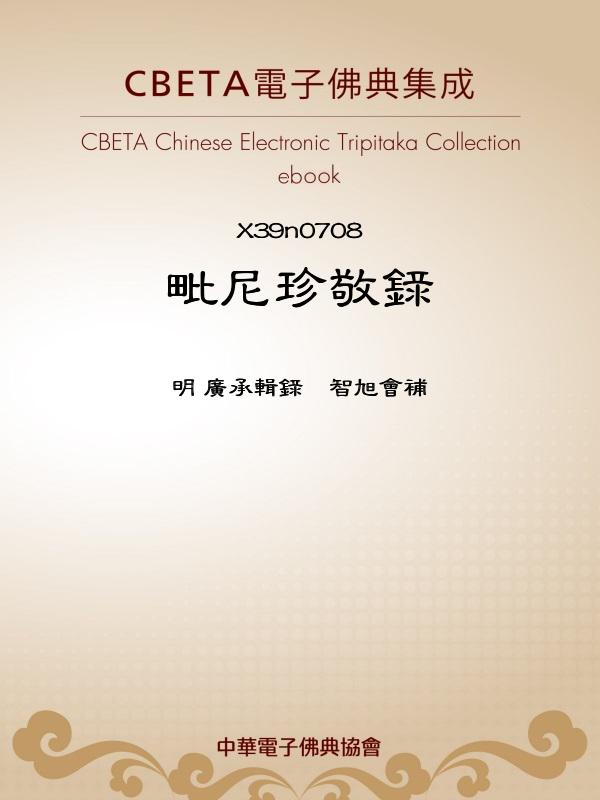 CBETA電子佛典集成
CBETA Chinese Electronic Tripitaka Collection
ebook
X39n0708
毗尼珍敬錄
明 廣承輯錄 智旭會補
中華電子佛典協會